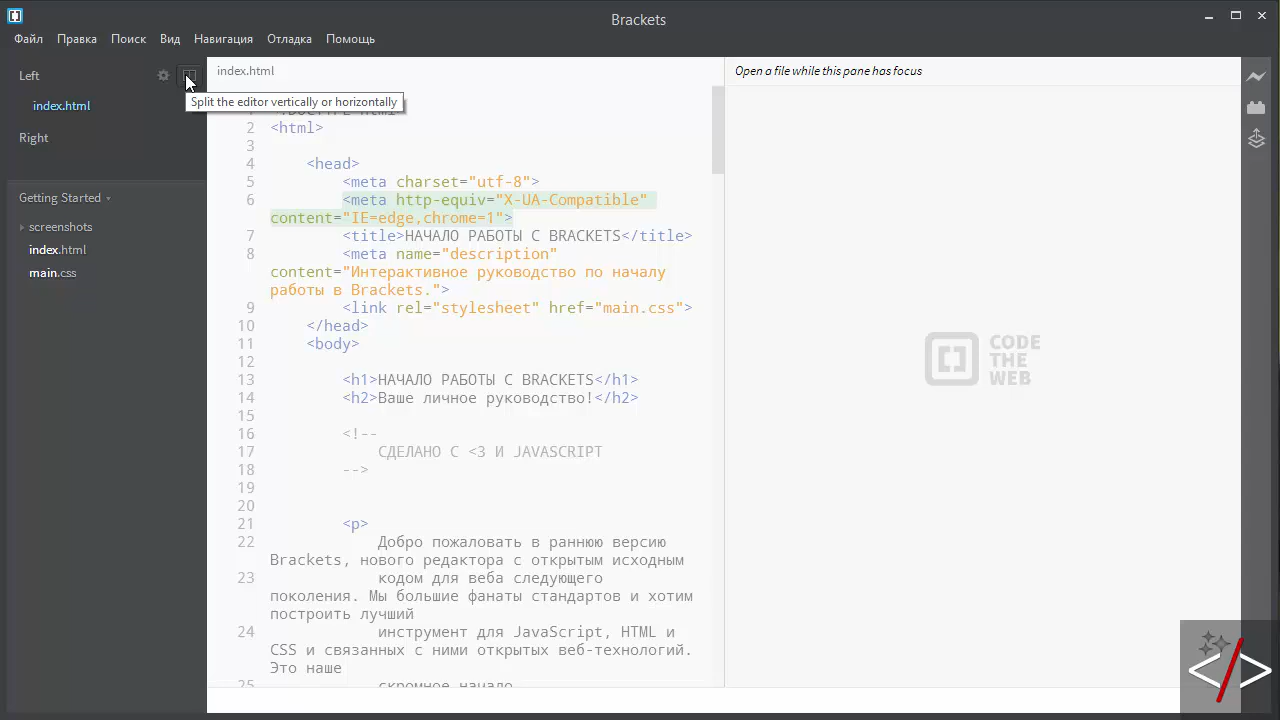 Brackets
Файл Правка Поиск Вид Навигация Отладка Помощь
Left
index.html
Right
Getting Started
screenshots
index.html
main.css
Split the editor vertically or horizontally
index.html
Open a file while this pane has focus
2 <html>
3
4 <head>
5 <meta charset="utf-8">
6 <meta http-equiv="X-UA-Compatible"
content="IE=edge,chrome=1">
7 <title>НАЧАЛО РАБОТЫ С BRACKETS</title>
8 <meta name="description"
content="Интерактивное руководство по началу
работы в Brackets.">
9 <link rel="stylesheet" href="main.css">
10 </head>
11 <body>
12
13 <h1>НАЧАЛО РАБОТЫ С BRACKETS</h1>
14 <h2>Ваше личное руководство!</h2>
15
16 <!--
17 СДЕЛАНО С <3 И JAVASCRIPT
18 -->
19
20
21 <p>
22 Добро пожаловать в раннюю версию
Brackets, нового редактора с открытым исходным
23 кодом для веба следующего
поколения. Мы большие фанаты стандартов и хотим
построить лучший
24 инструмент для JavaScript, HTML и
CSS и связанных с ними открытых веб-технологий.
Это наше
25 скромное начало.
CODE
THE
WEB